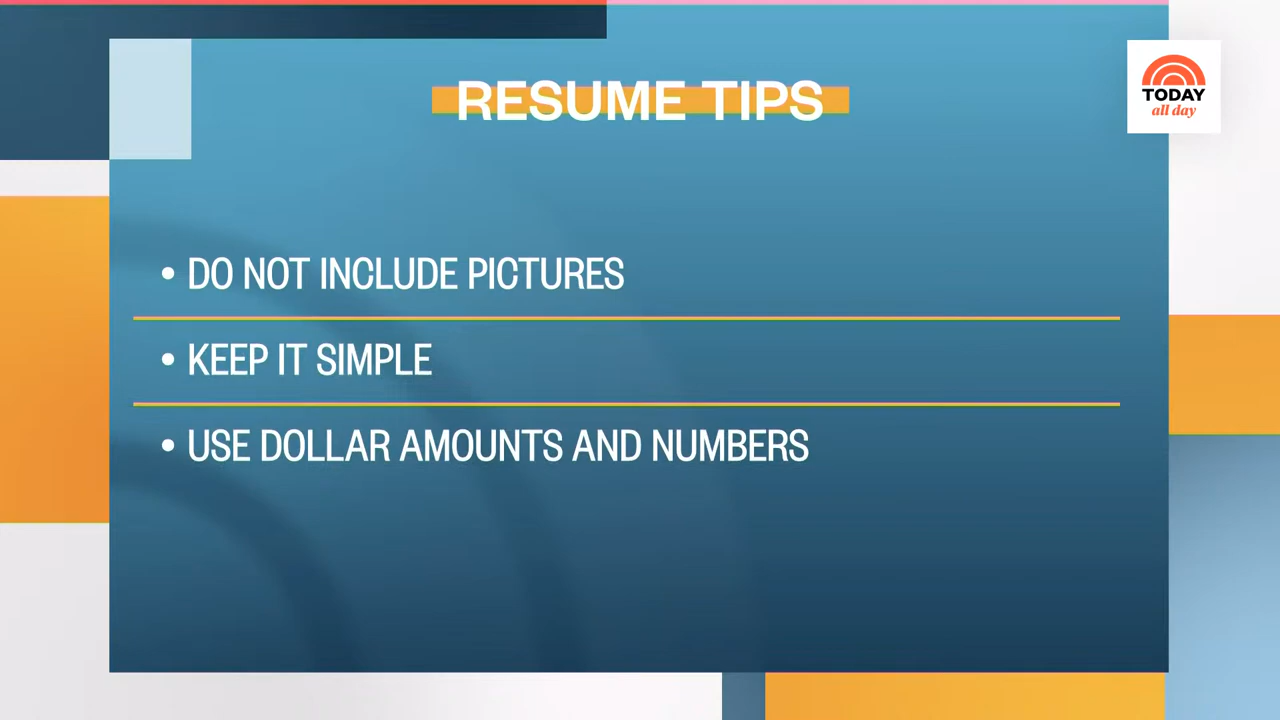 RESUME TIPS
TODAY
all day
• DO NOT INCLUDE PICTURES
• KEEP IT SIMPLE
• USE DOLLAR AMOUNTS AND NUMBERS